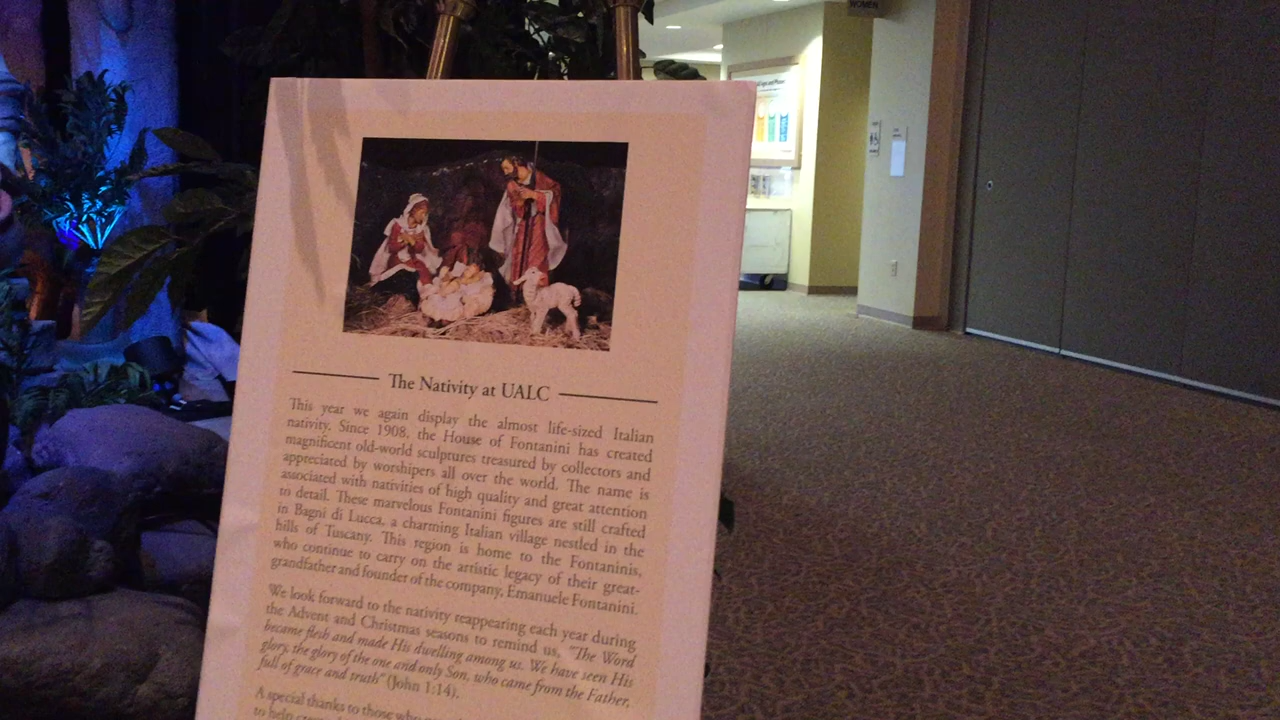 WOMEN
The Nativity at UALC
This year we again display the almost life-sized Italian
nativity. Since 1908, the House of Fontanini has created
magnificent old-world sculptures treasured by collectors and
appreciated by worshipers all over the world. The name is
associated with nativities of high quality and great attention
to detail. These marvelous Fontanini figures are still crafted
in Bagni di Lucca, a charming Italian village nestled in the
hills of Tuscany. This region is home to the Fontaninis,
who continue to carry on the artistic legacy of their great-
grandfather and founder of the company, Emanuele Fontanini.
We look forward to the nativity reappearing each year during
the Advent and Christmas seasons to remind us, "The Word
became flesh and made His dwelling among us. We have seen His
glory, the glory of the one and only Son, who came from the Father,
full of grace and truth" (John 1:14).
A special thanks to those who
to help